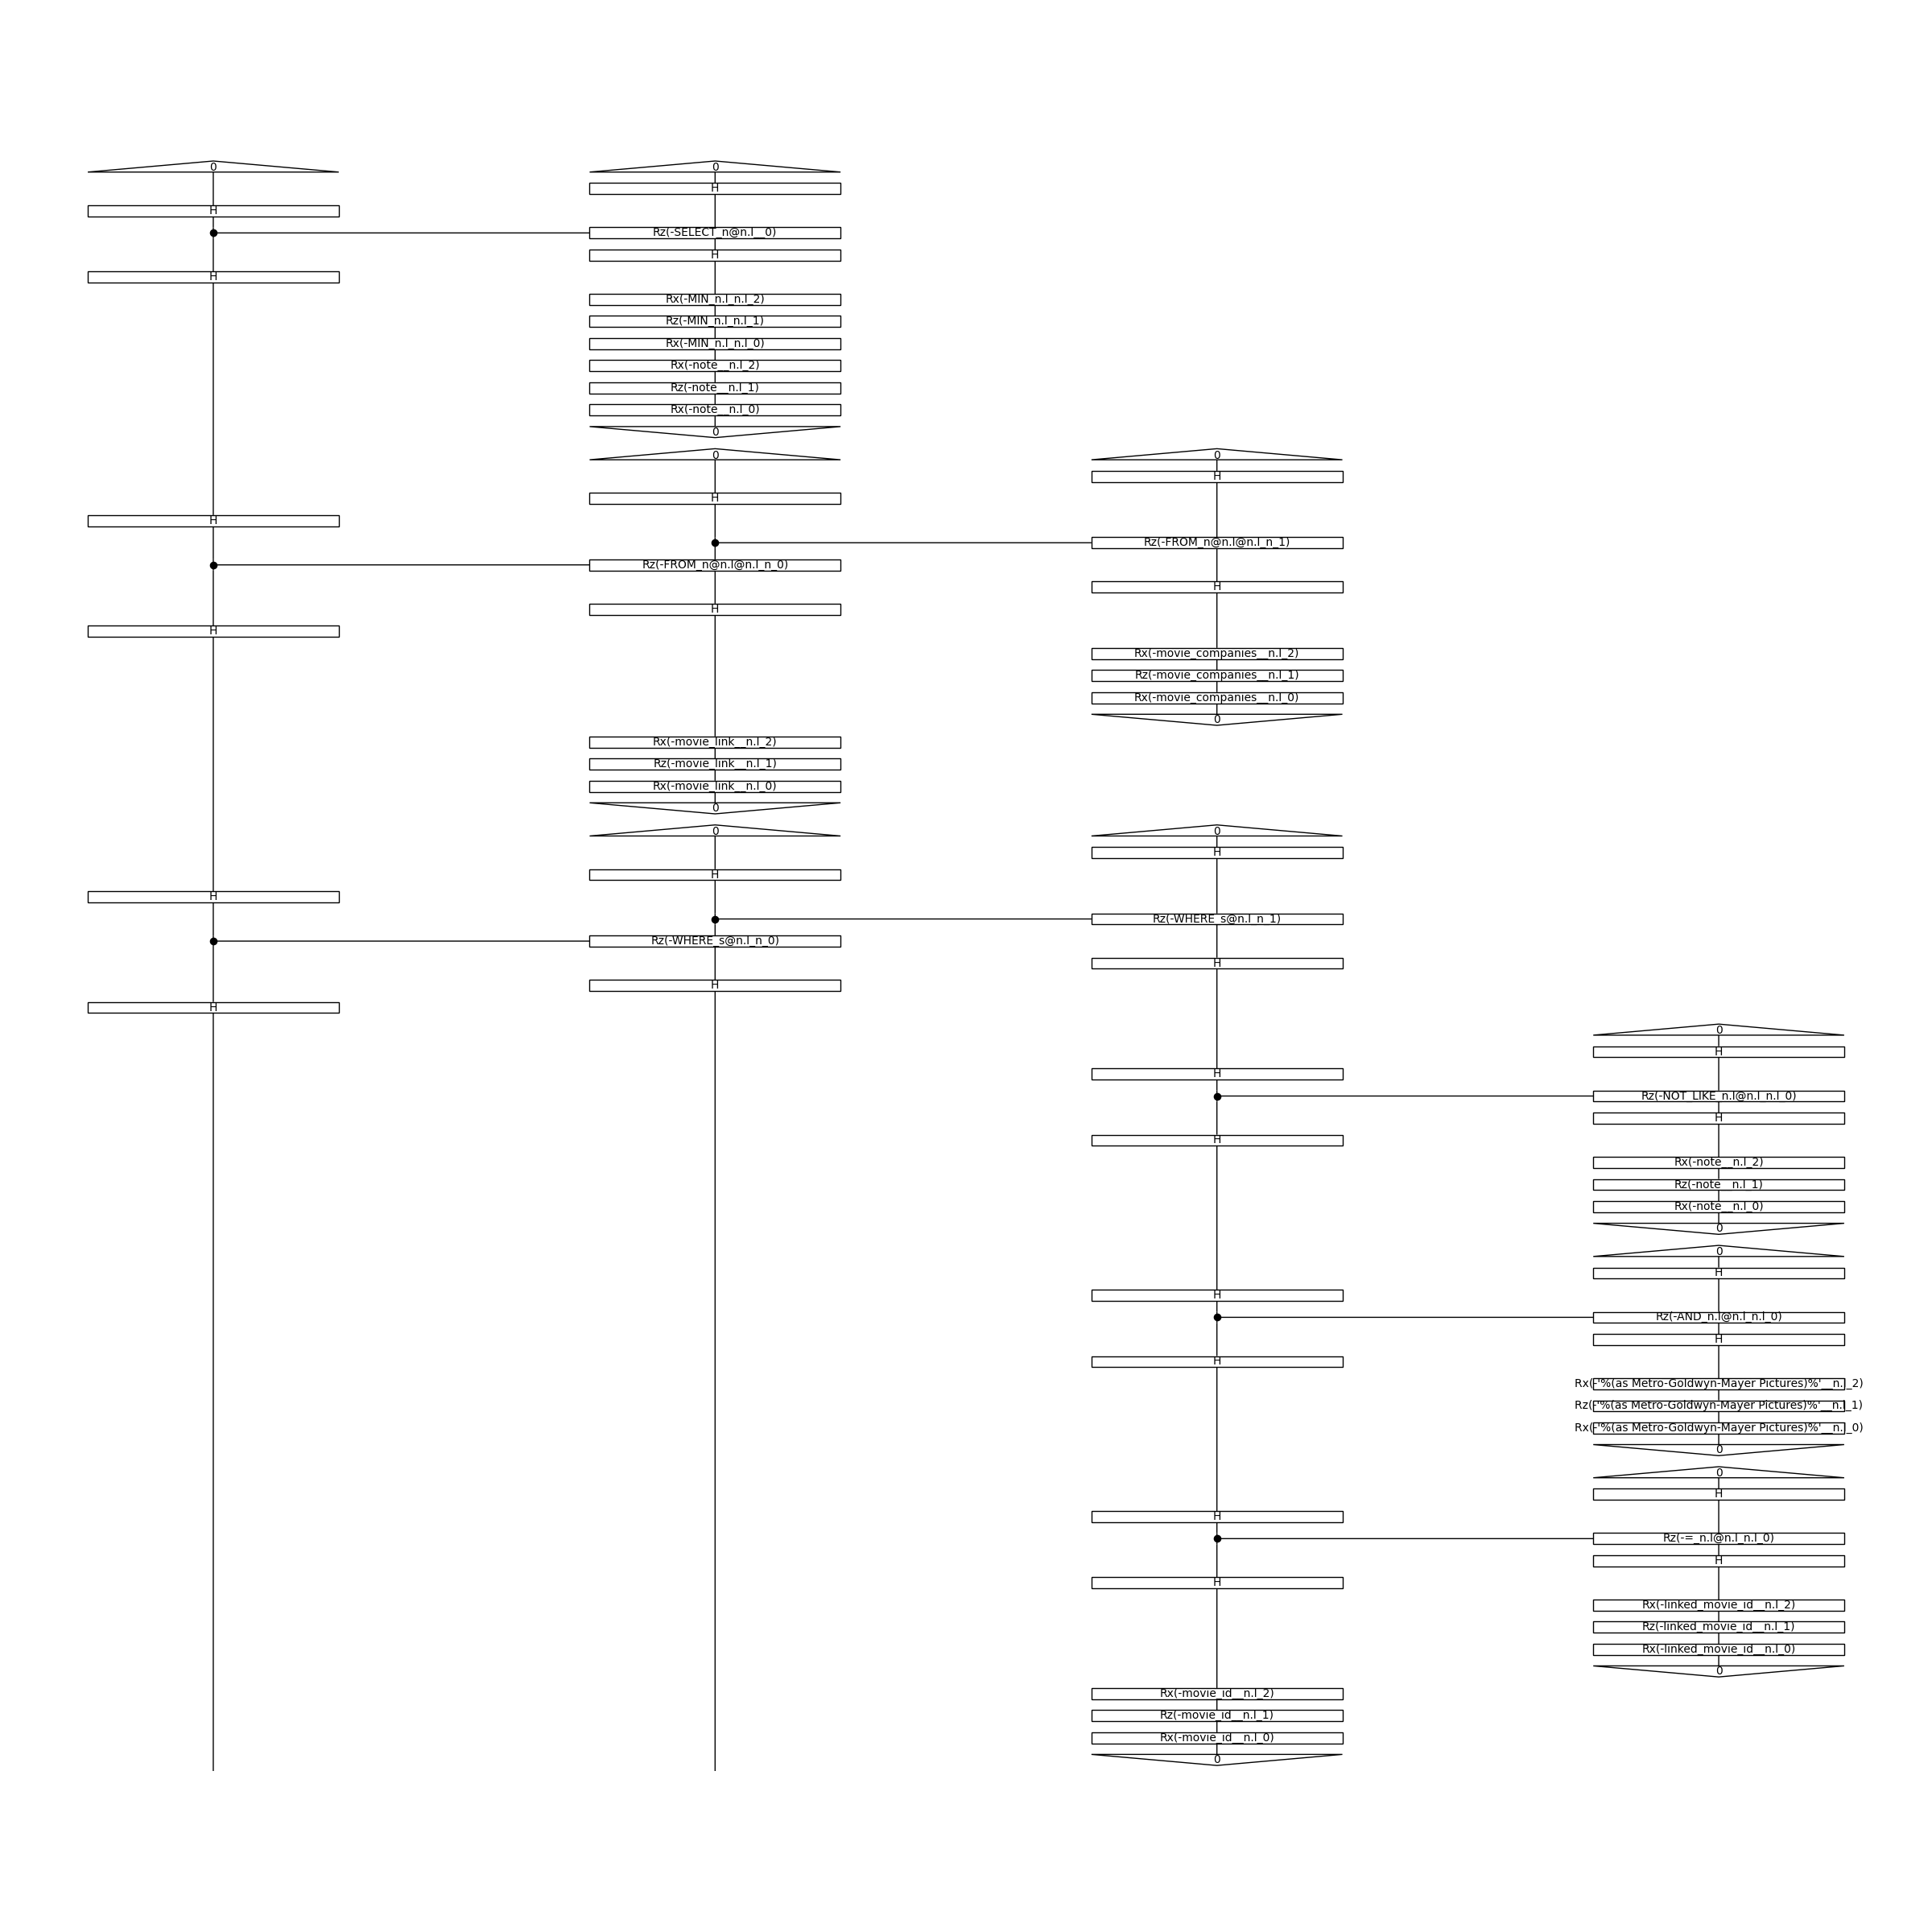 0 0
H
H
Rz(-SELECT_n@n.l__0)
H
H
Rx(-MIN_n.l_n.l_2)
Rz(-MIN_n.l_n.l_1)
Rx(-MIN_n.l_n.l_0)
Rx(-note__n.l_2)
Rz(-note__n.l_1)
Rx(-note__n.l_0)
0
0 0
H
H
H
Rz(-FROM_n@n.l@n.l_n_1)
Rz(-FROM_n@n.l@n.l_n_0)
H
H
H
Rx(-movie_companies__n.l_2)
Rz(-movie_companies__n.l_1)
Rx(-movie_companies__n.l_0)
0
Rx(-movie_link__n.l_2)
Rz(-movie_link__n.l_1)
Rx(-movie_link__n.l_0)
0
0 0
H
H
H
Rz(-WHERE_s@n.l_n_1)
Rz(-WHERE_s@n.l_n_0)
H
H
H
0
H
H
Rz(-NOT_LIKE_n.l@n.l_n.l_0)
H
H
Rx(-note__n.l_2)
Rz(-note__n.l_1)
Rx(-note__n.l_0)
0
0
H
H
Rz(-AND_n.l@n.l_n.l_0)
H
H
Rx(-'%(as Metro-Goldwyn-Mayer Pictures)%'__n.l_2)
Rz(-'%(as Metro-Goldwyn-Mayer Pictures)%'__n.l_1)
Rx(-'%(as Metro-Goldwyn-Mayer Pictures)%'__n.l_0)
0
0
H
H
Rz(-=_n.l@n.l_n.l_0)
H
H
Rx(-linked_movie_id__n.l_2)
Rz(-linked_movie_id__n.l_1)
Rx(-linked_movie_id__n.l_0)
0
Rx(-movie_id__n.l_2)
Rz(-movie_id__n.l_1)
Rx(-movie_id__n.l_0)
0